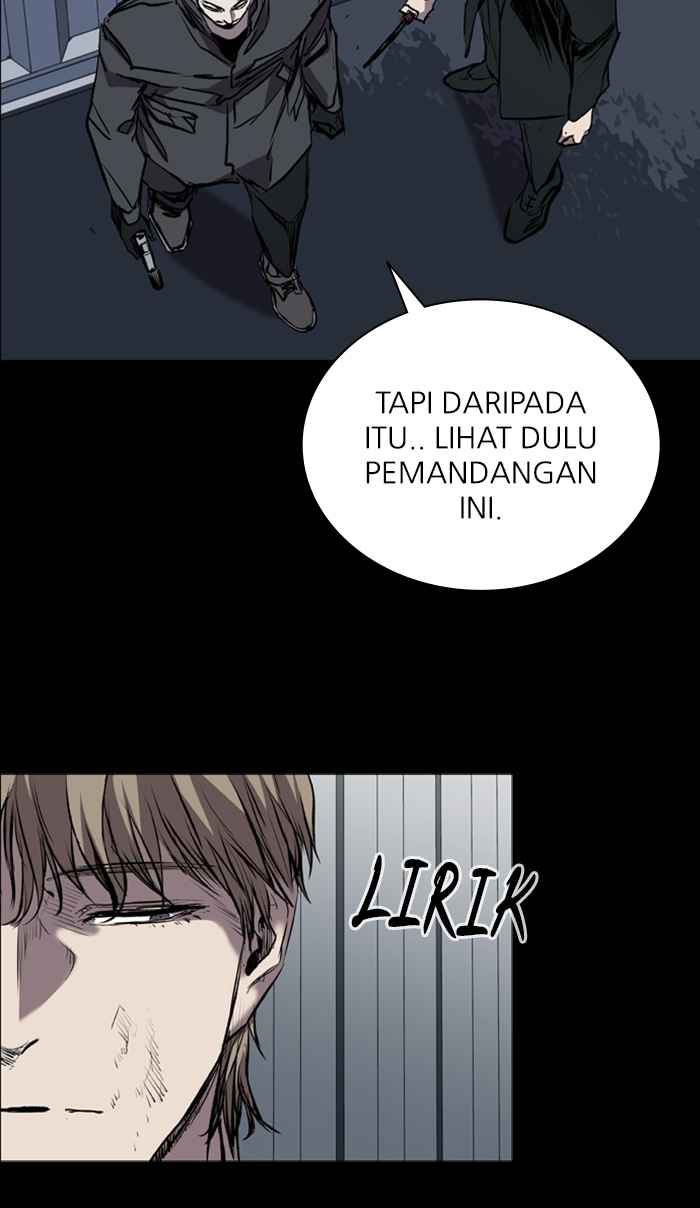 TAPI DARIPADA
ITU.. LIHAT DULU
PEMANDANGAN
INI.
LIRIK